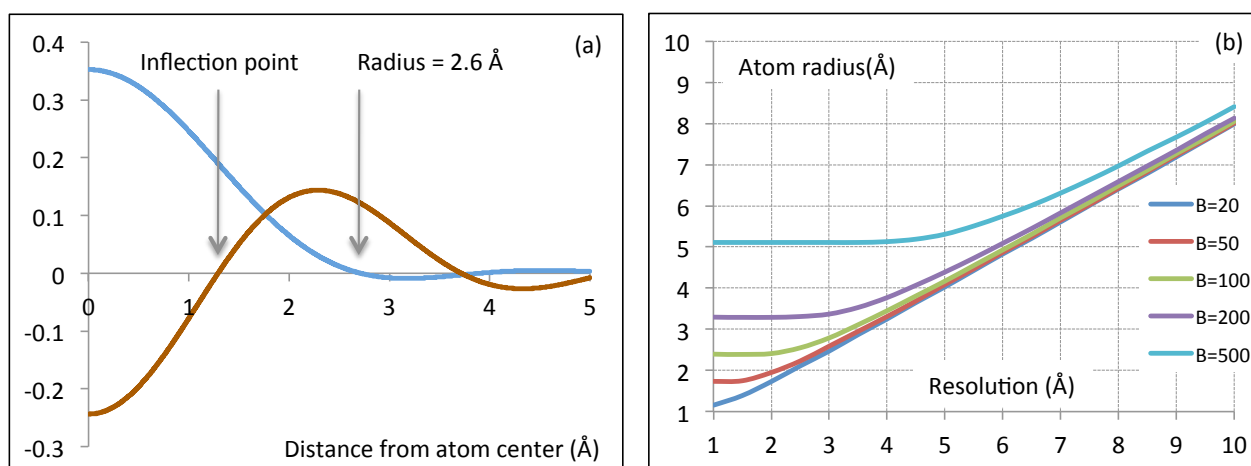 (a)
Inflection point
Radius = 2.6 Å
0.4
0.3
0.2
0.1
0
-0.1
-0.2
-0.3
0 1 2 3 4 5
Distance from atom center (Å)
(b)
Atom radius(Å)
10
9
8
7
6
5
4
3
2
1
B=20
B=50
B=100
B=200
B=500
Resolution (Å)
1 2 3 4 5 6 7 8 9 10